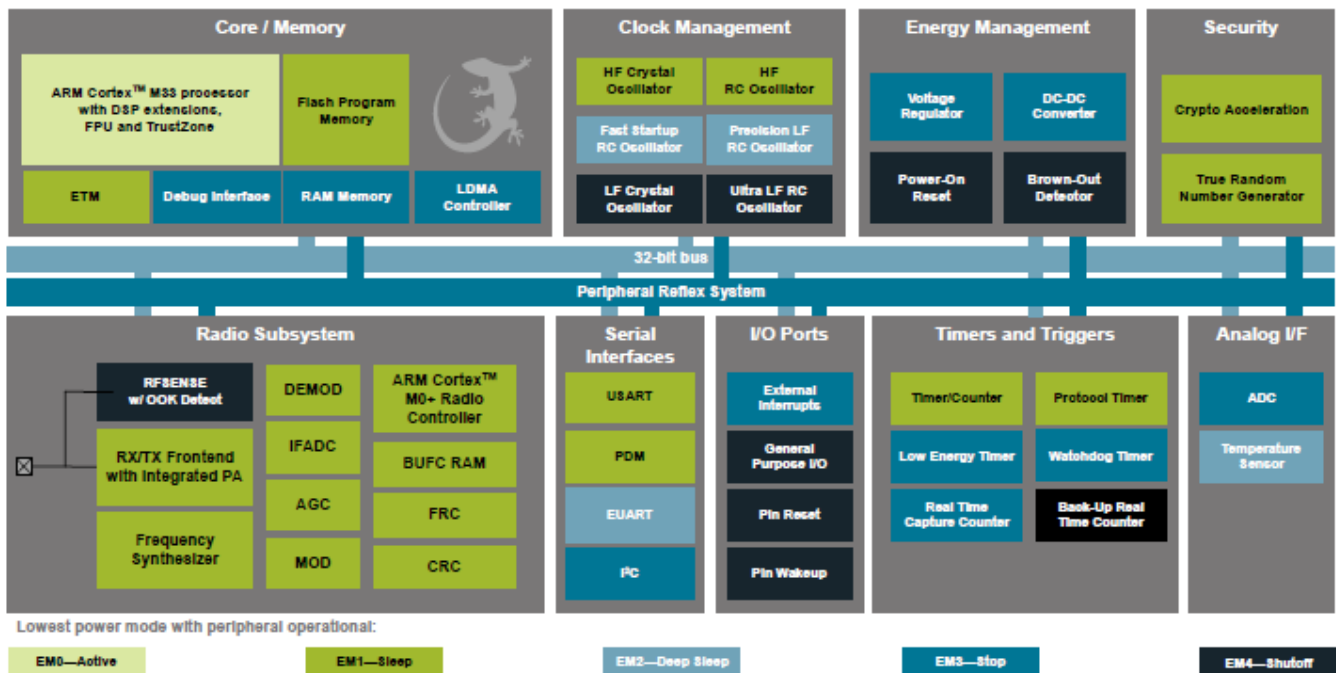 Core / Memory
ARM Cortex™ M33 processor
with DSP extensions,
FPU and TrustZone
Flash Program
Memory
ETM
Debug Interface
RAM Memory
LDMA
Controller
Clock Management
HF Crystal
Oscillator
HF
RC Oscillator
Fast Startup
RC Oscillator
Precision LF
RC Oscillator
LF Crystal
Oscillator
Ultra LF RC
Oscillator
Energy Management
Voltage
Regulator
DC-DC
Converter
Power-On
Reset
Brown-Out
Detector
Security
Crypto Acceleration
True Random
Number Generator
32-bit bus
Peripheral Reflex System
Radio Subsystem
RFSENSE
w/ OOK Detect
RX/TX Frontend
with Integrated PA
Frequency
Synthesizer
DEMOD
IFADC
AGC
MOD
ARM Cortex™
M0+ Radio
Controller
BUFC RAM
FRC
CRC
Serial
Interfaces
USART
PDM
EUART
I²C
I/O Ports
External
Interrupts
General
Purpose I/O
Pin Reset
Pin Wakeup
Timers and Triggers
Timer/Counter
Protocol Timer
Low Energy Timer
Watchdog Timer
Real Time
Capture Counter
Back-Up Real
Time Counter
Analog I/F
ADC
Temperature
Sensor
Lowest power mode with peripheral operational:
EM0—Active
EM1—Sleep
EM2—Deep Sleep
EM3—Stop
EM4—Shutoff